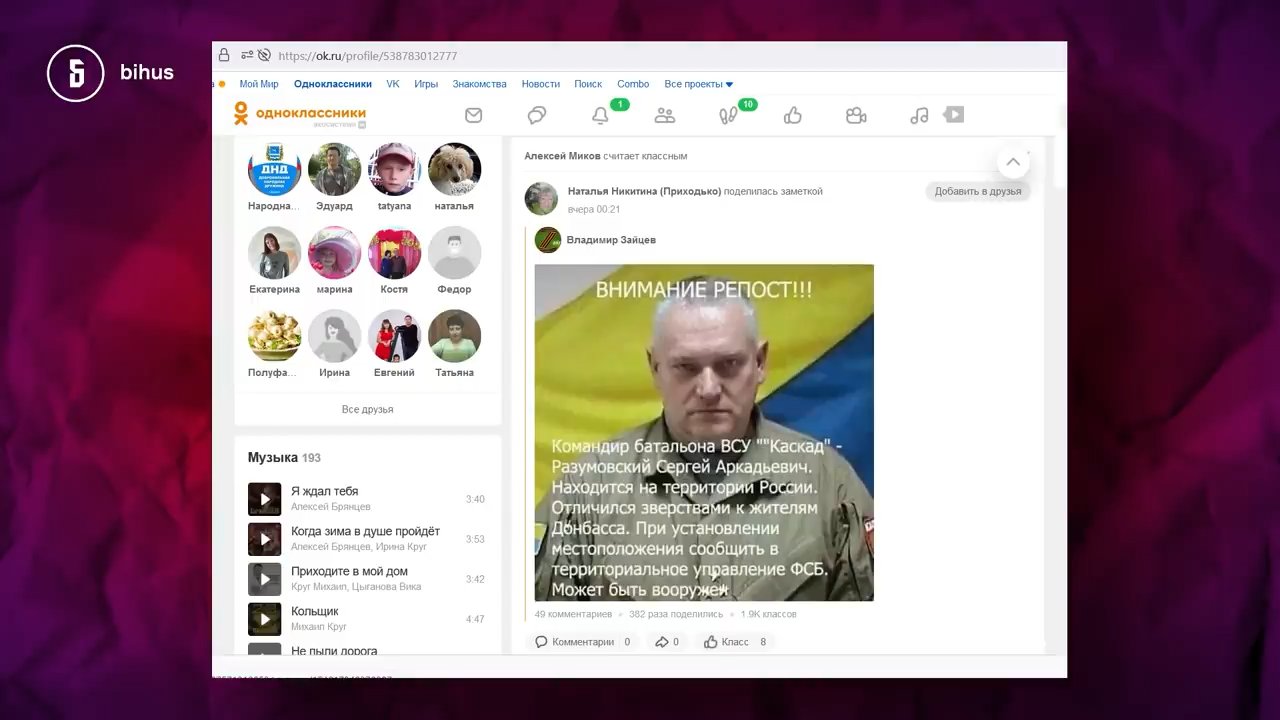 bihus
https://ok.ru/profile/538783012777
а Мой Мир Одноклассники VK Игры Знакомства Новости Поиск Combo Все проекты
одноклассники
экосистема
1
10
Народна... Эдуард tatyana наталья
Екатерина марина Костя Федор
Полуфа... Ирина Евгений Татьяна
Все друзья
Музыка 193
Я ждал тебя
Алексей Брянцев
3:40
Когда зима в душе пройдёт
Алексей Брянцев, Ирина Круг
3:53
Приходите в мой дом
Круг Михаил, Цыганова Вика
3:42
Кольщик
Михаил Круг
4:47
Не пыли дорога
Алексей Миков считает классным
Наталья Никитина (Приходько) поделилась заметкой
вчера 00:21
Добавить в друзья
Владимир Зайцев
ВНИМАНИЕ РЕПОСТ!!!
Командир батальона ВСУ ""Каскад" -
Разумовский Сергей Аркадьевич.
Находится на территории России.
Отличился зверствами к жителям
Донбасса. При установлении
местоположения сообщить в
территориальное управление ФСБ.
Может быть вооружен
49 комментариев 382 раза поделились 1.9K классов
Комментарии 0 0 Класс 8
ДНД